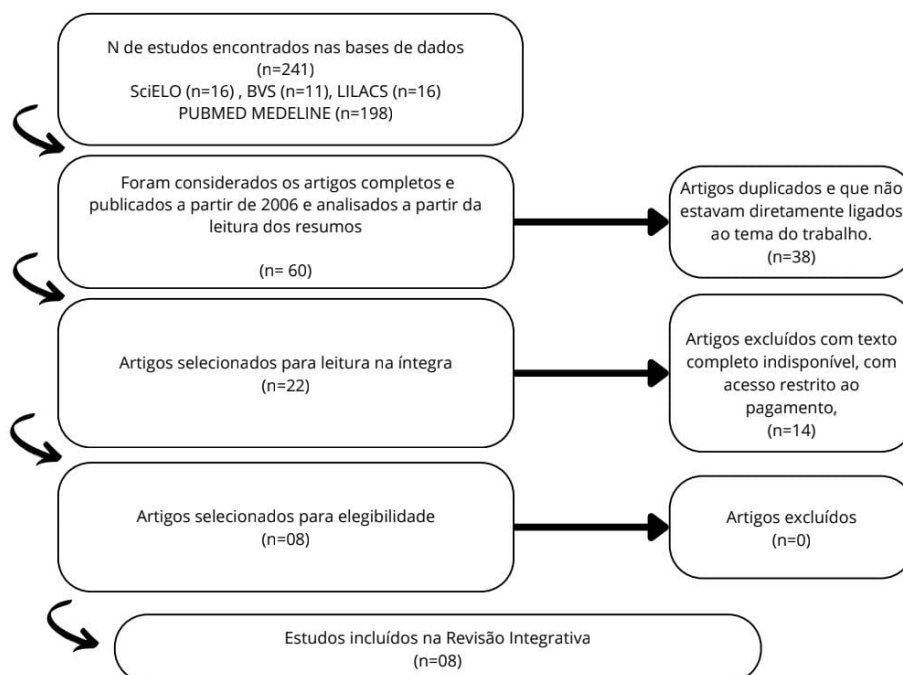 N de estudos encontrados nas bases de dados
(n=241)
SciELO (n=16) , BVS (n=11), LILACS (n=16)
PUBMED MEDELINE (n=198)
Foram considerados os artigos completos e
publicados a partir de 2006 e analisados a partir da
leitura dos resumos
(n= 60)
Artigos duplicados e que não
estavam diretamente ligados
ao tema do trabalho.
(n=38)
Artigos selecionados para leitura na íntegra
(n=22)
Artigos excluídos com texto
completo indisponível, com
acesso restrito ao
pagamento,
(n=14)
Artigos selecionados para elegibilidade
(n=08)
Artigos excluídos
(n=0)
Estudos incluídos na Revisão Integrativa
(n=08)